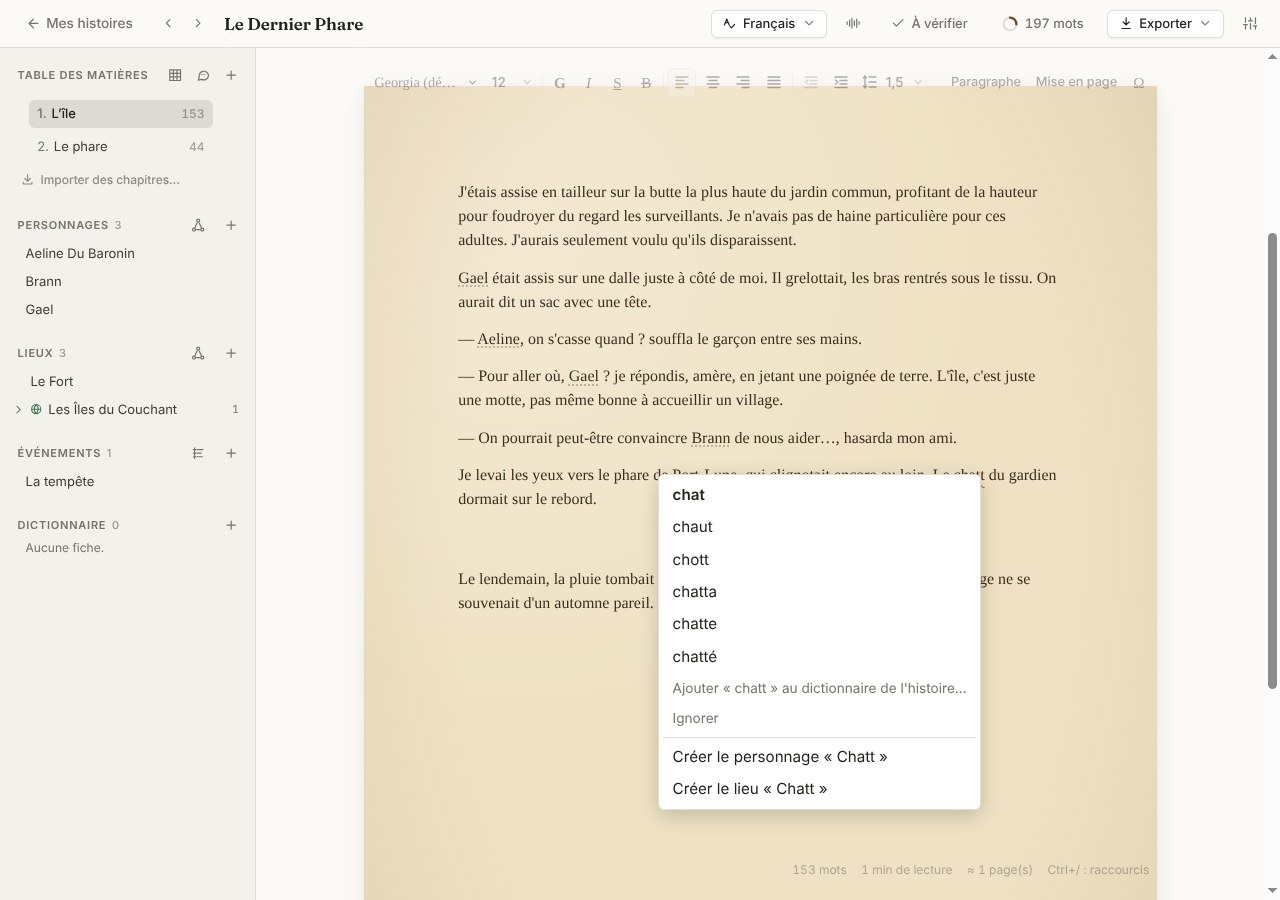 Mes histoires
Le Dernier Phare
Français
À vérifier
197 mots
Exporter
TABLE DES MATIÈRES
1. L'île 153
2. Le phare 44
Importer des chapitres...
PERSONNAGES 3
Aeline Du Baronin
Brann
Gael
LIEUX 3
Le Fort
Les Îles du Couchant 1
ÉVÉNEMENTS 1
La tempête
DICTIONNAIRE 0
Aucune fiche.
Georgia (dé… 12 G I S B 1,5 Paragraphe Mise en page Ω
J'étais assise en tailleur sur la butte la plus haute du jardin commun, profitant de la hauteur
pour foudroyer du regard les surveillants. Je n'avais pas de haine particulière pour ces
adultes. J'aurais seulement voulu qu'ils disparaissent.
Gael était assis sur une dalle juste à côté de moi. Il grelottait, les bras rentrés sous le tissu. On
aurait dit un sac avec une tête.
— Aeline, on s'casse quand ? souffla le garçon entre ses mains.
— Pour aller où, Gael ? je répondis, amère, en jetant une poignée de terre. L'île, c'est juste
une motte, pas même bonne à accueillir un village.
— On pourrait peut-être convaincre Brann de nous aider…, hasarda mon ami.
Je levai les yeux vers le phare de Port-Lune, qui clignotait encore au loin. Le chatt du gardien
dormait sur le rebord.
Le lendemain, la pluie tombait ge ne se
souvenait d'un automne pareil.
chat
chaut
chott
chatta
chatte
chatté
Ajouter « chatt » au dictionnaire de l'histoire…
Ignorer
Créer le personnage « Chatt »
Créer le lieu « Chatt »
153 mots 1 min de lecture ≈ 1 page(s) Ctrl+/ : raccourcis